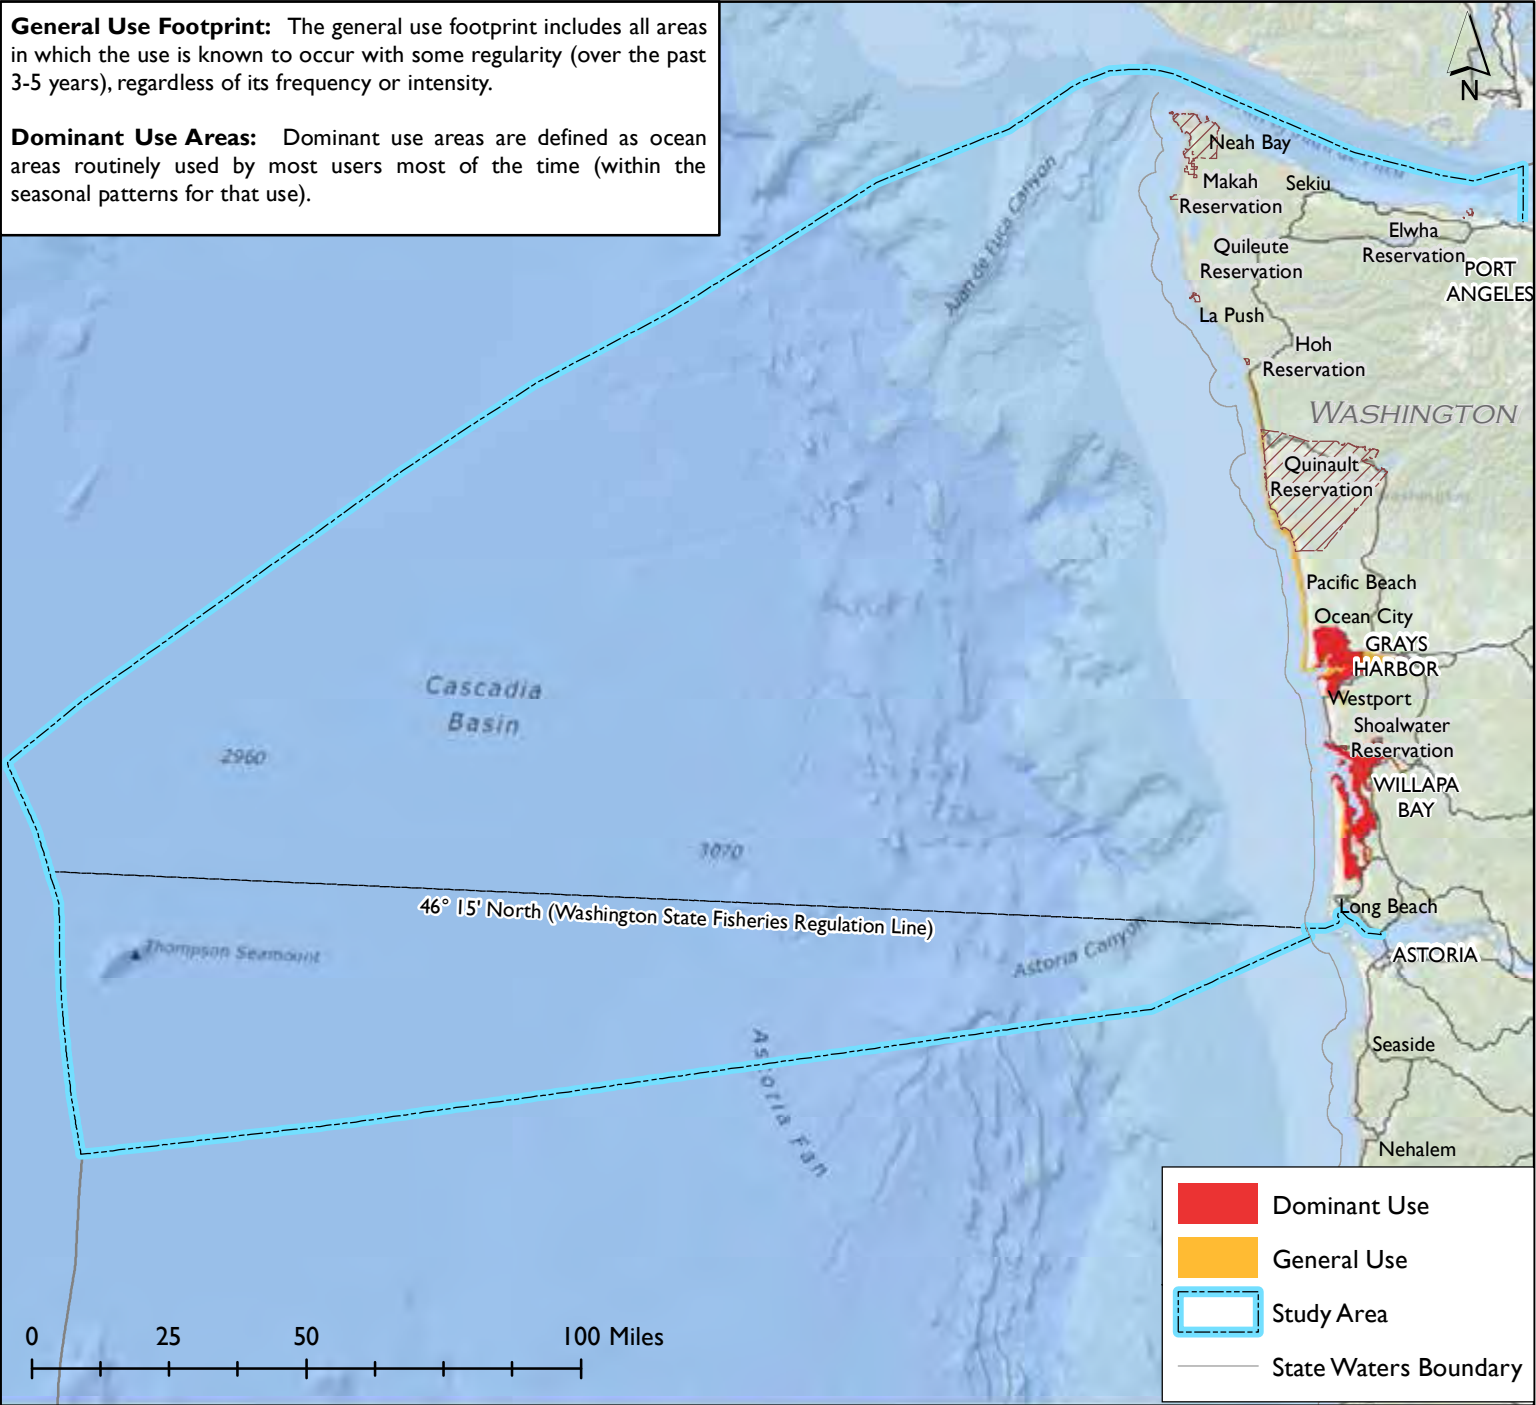 General Use Footprint: The general use footprint includes all areas
in which the use is known to occur with some regularity (over the past
3-5 years), regardless of its frequency or intensity.
Dominant Use Areas: Dominant use areas are defined as ocean
areas routinely used by most users most of the time (within the
seasonal patterns for that use).
N
Neah Bay
Makah
Reservation
Sekiu
Elwha
Reservation
PORT
ANGELES
Juan de Fuca Canyon
Quileute
Reservation
La Push
Hoh
Reservation
WASHINGTON
Quinault
Reservation
Washington
Pacific Beach
Ocean City
GRAYS
HARBOR
Westport
Shoalwater
Reservation
WILLAPA
BAY
Cascadia
Basin
2960
3070
46° 15' North (Washington State Fisheries Regulation Line)
Long Beach
ASTORIA
Thompson Seamount
Astoria Canyon
Astoria Fan
Seaside
Nehalem
Dominant Use
General Use
Study Area
State Waters Boundary
0 25 50 100 Miles